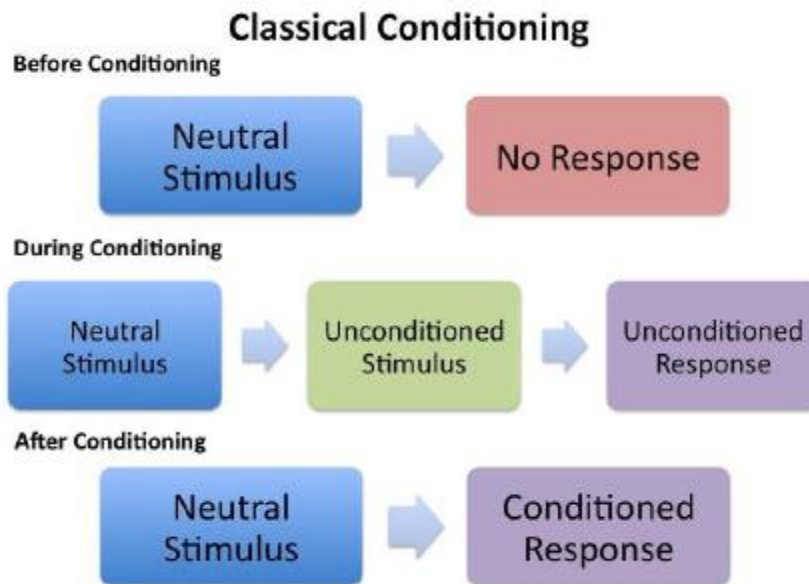 Classical Conditioning
Before Conditioning
Neutral
Stimulus
No Response
During Conditioning
Neutral
Stimulus
Unconditioned
Stimulus
Unconditioned
Response
After Conditioning
Neutral
Stimulus
Conditioned
Response